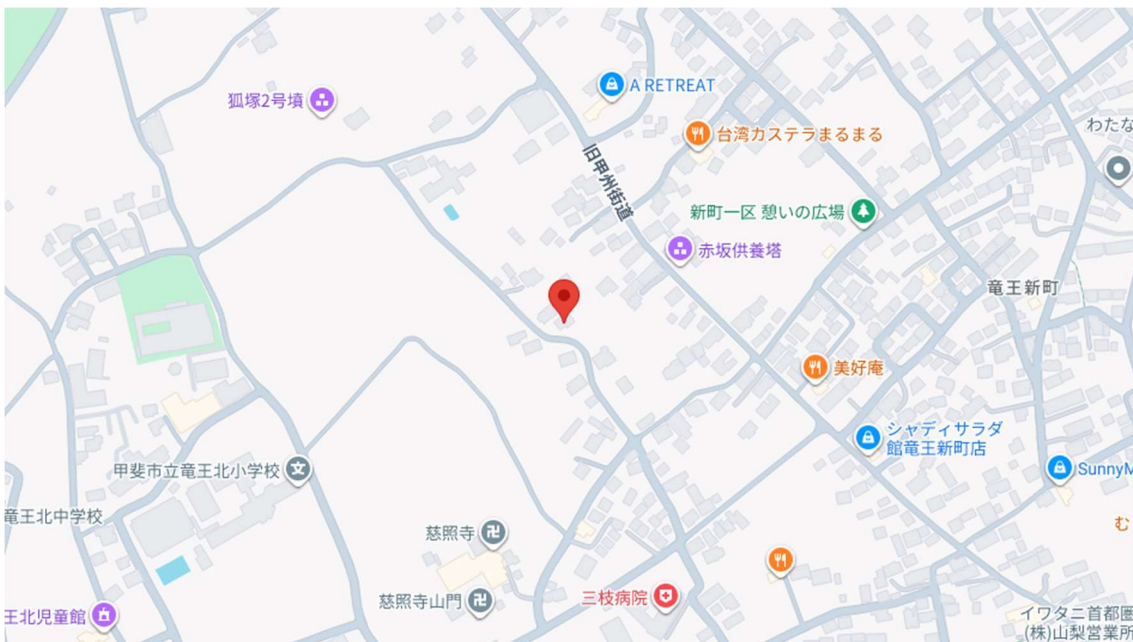 A RETREAT
狐塚2号墳
台湾カステラまるまる
わたな
旧甲州街道
新町一区 憩いの広場
赤坂供養塔
竜王新町
美好庵
シャディサラダ
館竜王新町店
甲斐市立竜王北小学校
SunnyM
竜王北中学校
む
慈照寺
慈照寺山門
三枝病院
王北児童館
イワタニ首都圏
(株)山梨営業所